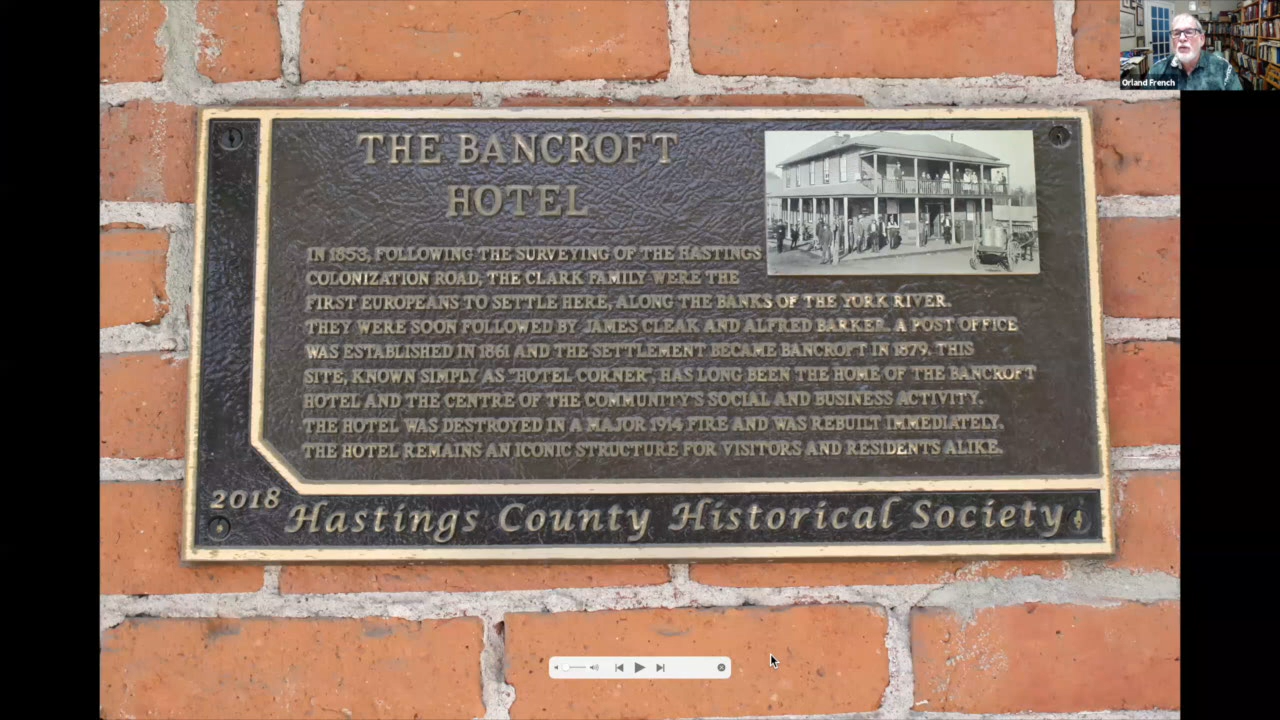 Orland French
THE BANCROFT
HOTEL
IN 1853, FOLLOWING THE SURVEYING OF THE HASTINGS
COLONIZATION ROAD, THE CLARK FAMILY WERE THE
FIRST EUROPEANS TO SETTLE HERE, ALONG THE BANKS OF THE YORK RIVER.
THEY WERE SOON FOLLOWED BY JAMES CLEAK AND ALFRED BARKER. A POST OFFICE
WAS ESTABLISHED IN 1861 AND THE SETTLEMENT BECAME BANCROFT IN 1879. THIS
SITE, KNOWN SIMPLY AS "HOTEL CORNER", HAS LONG BEEN THE HOME OF THE BANCROFT
HOTEL AND THE CENTRE OF THE COMMUNITY'S SOCIAL AND BUSINESS ACTIVITY.
THE HOTEL WAS DESTROYED IN A MAJOR 1914 FIRE AND WAS REBUILT IMMEDIATELY.
THE HOTEL REMAINS AN ICONIC STRUCTURE FOR VISITORS AND RESIDENTS ALIKE.
2018 Hastings County Historical Society